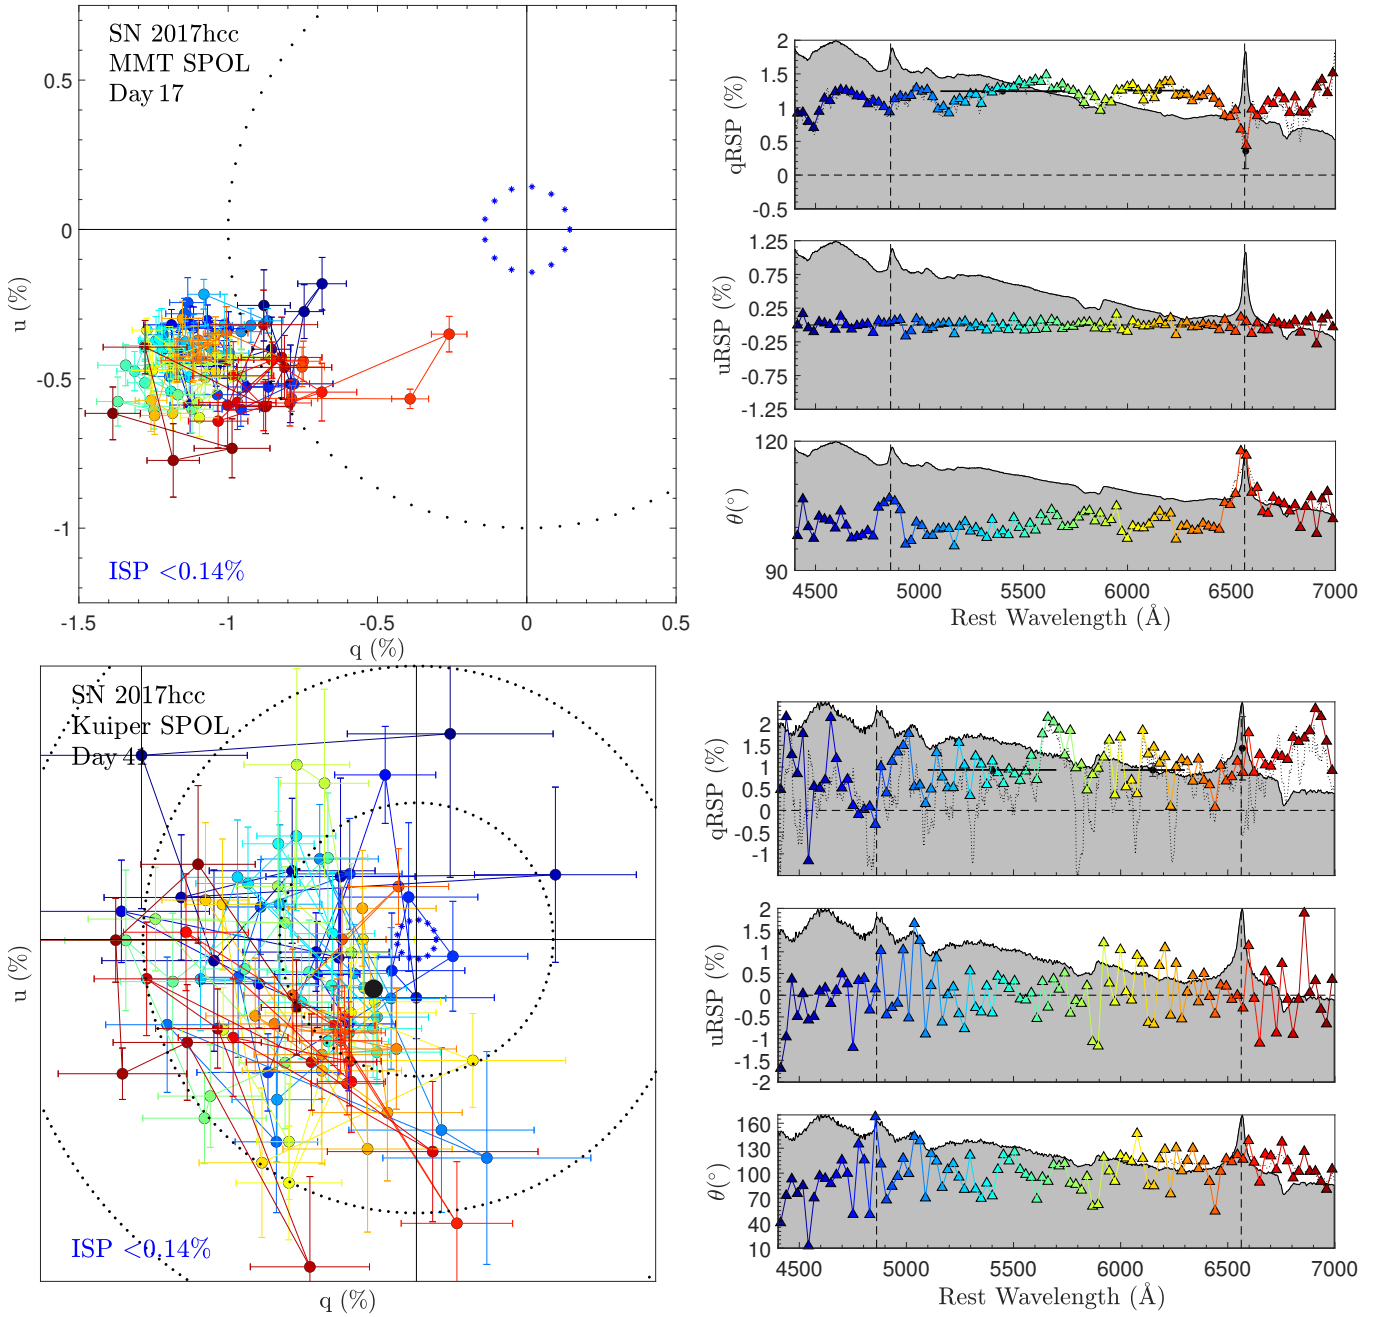 SN 2017hcc
MMT SPOL
Day 17
0.5
0
-0.5
-1
u (%)
ISP <0.14%
-1.5 -1 -0.5 0 0.5
q (%)
2
1.5
1
0.5
0
-0.5
qRSP (%)
1.25
0.75
0.25
-0.25
-0.75
-1.25
uRSP (%)
120
90
θ(°)
4500 5000 5500 6000 6500 7000
Rest Wavelength (Å)
SN 2017hcc
Kuiper SPOL
u (%)
ISP <0.14%
q (%)
2
1.5
1
0.5
0
-0.5
-1
qRSP (%)
2
1.5
1
0.5
0
-0.5
-1
-1.5
-2
uRSP (%)
160
130
100
70
40
10
θ(°)
4500 5000 5500 6000 6500 7000
Rest Wavelength (Å)